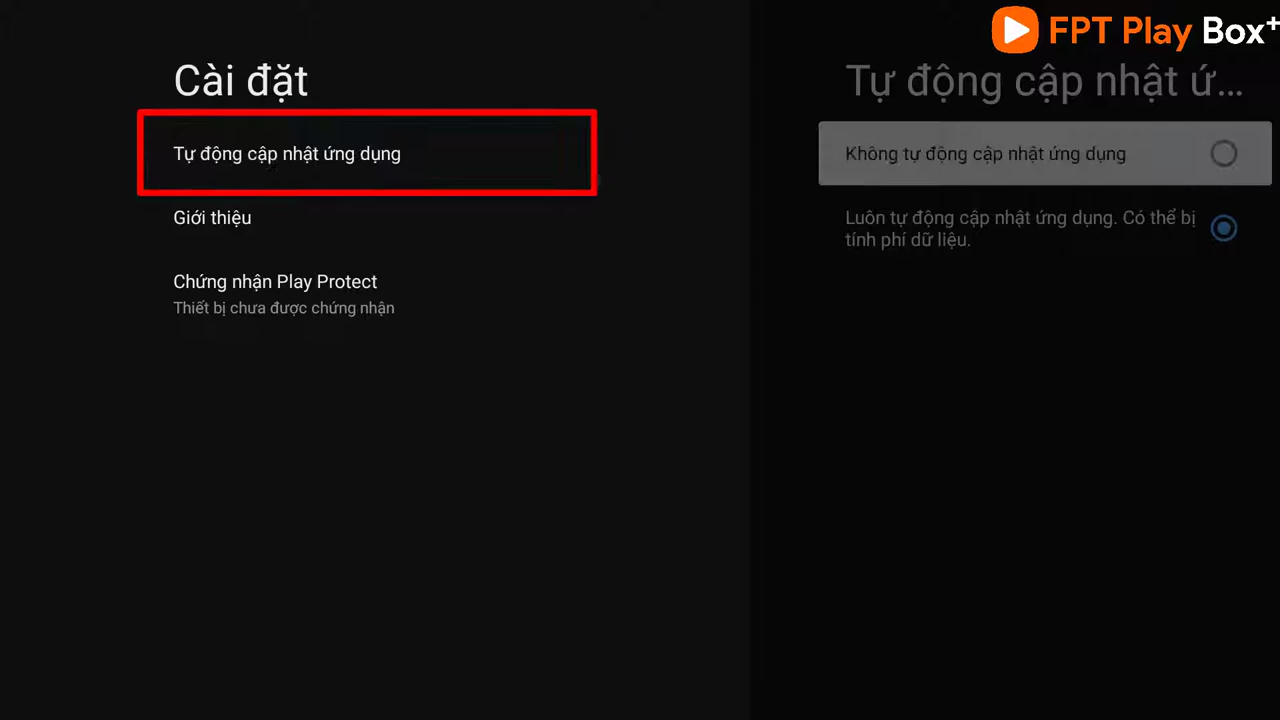 FPT Play Box+
Cài đặt
Tự động cập nhật ứng dụng
Giới thiệu
Chứng nhận Play Protect
Thiết bị chưa được chứng nhận
Tự động cập nhật ứ...
Không tự động cập nhật ứng dụng
Luôn tự động cập nhật ứng dụng. Có thể bị
tính phí dữ liệu.